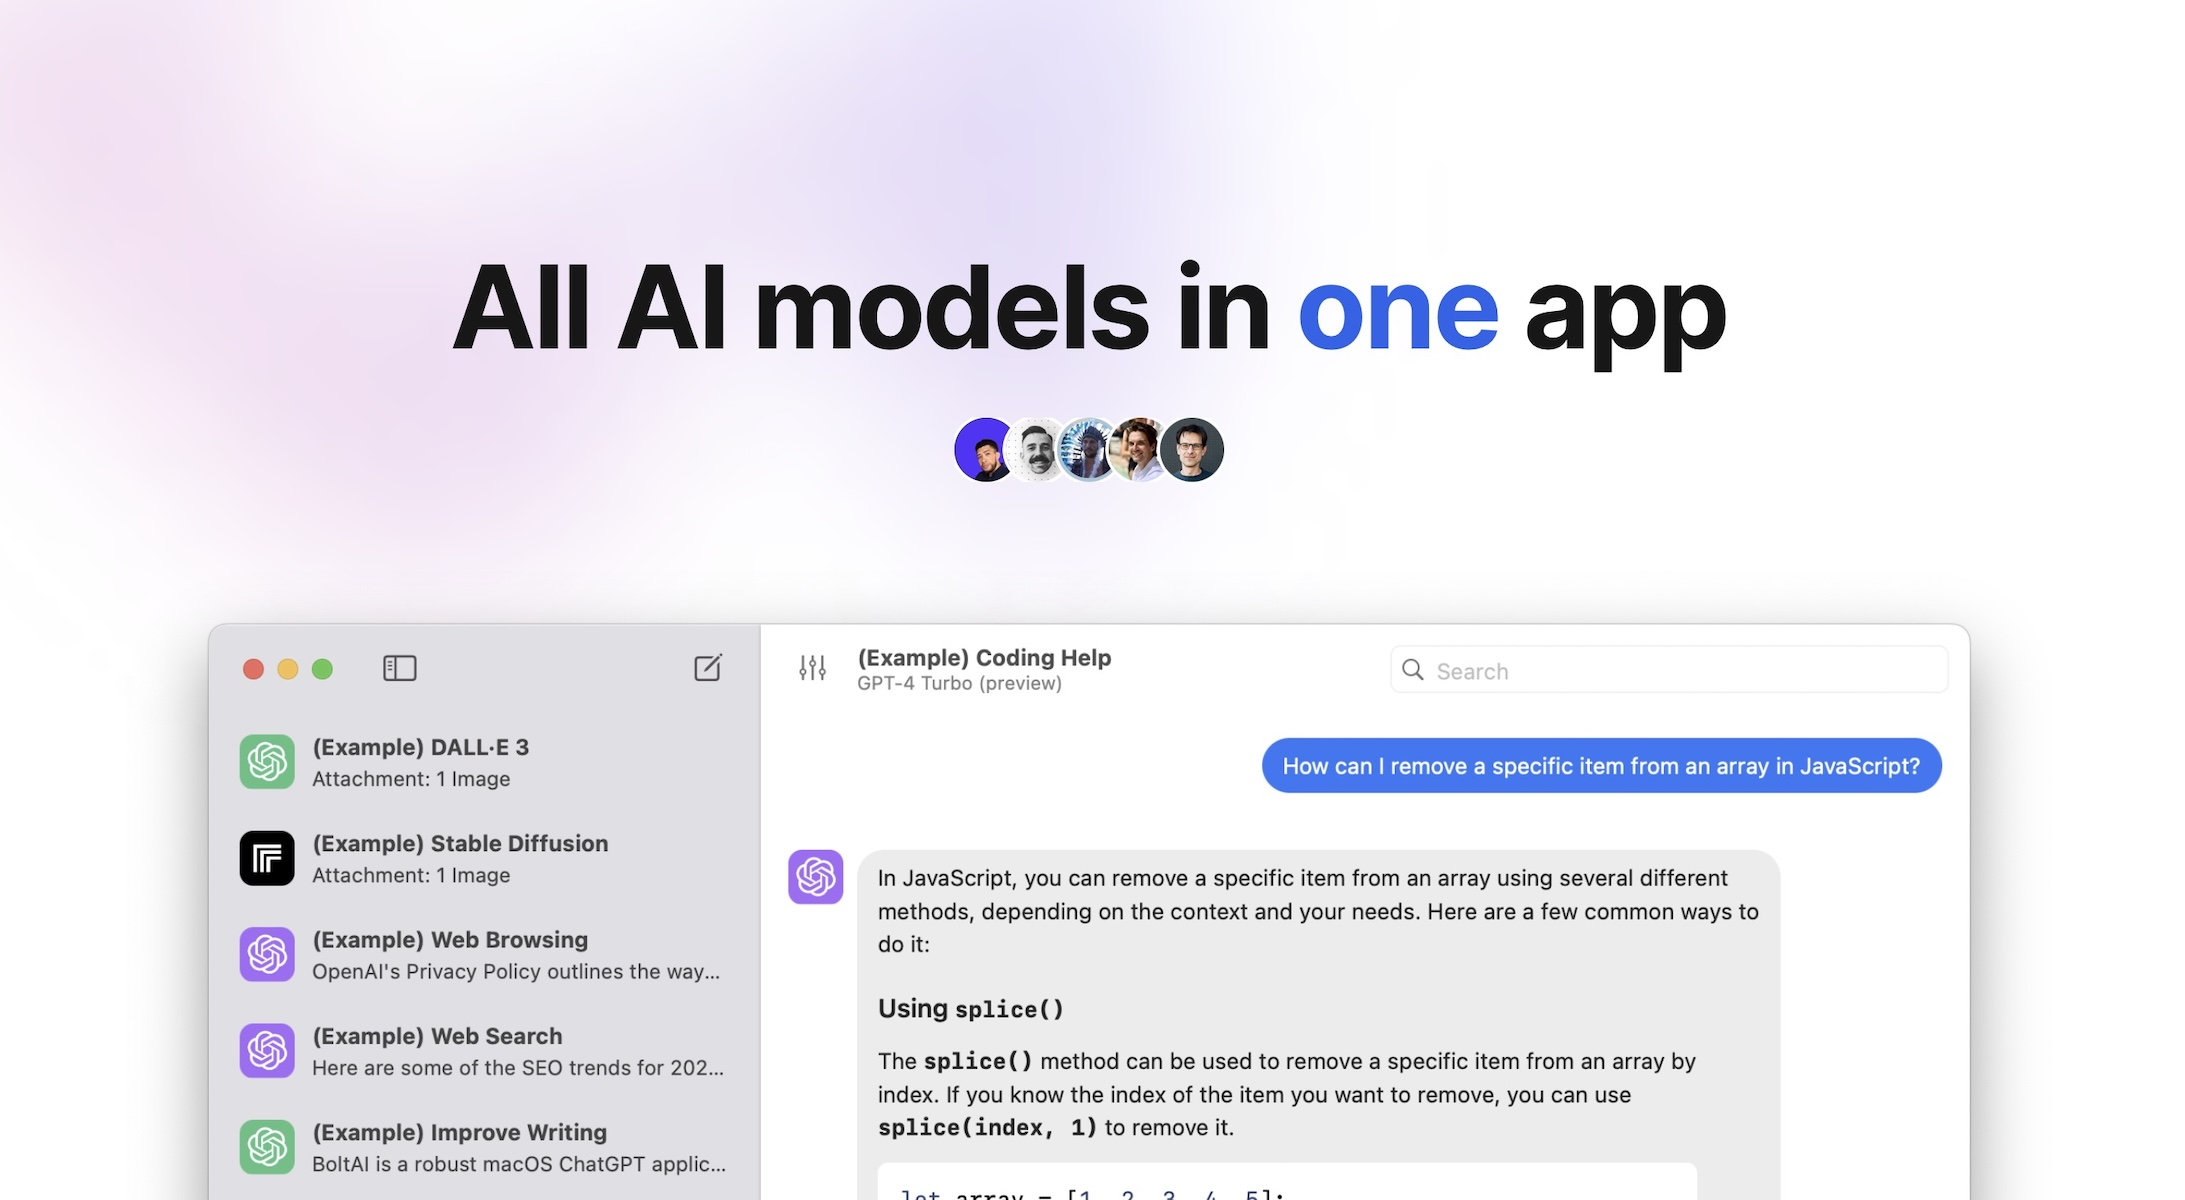 All AI models in one app
(Example) Coding Help
GPT-4 Turbo (preview)
Search
(Example) DALL·E 3
Attachment: 1 Image
(Example) Stable Diffusion
Attachment: 1 Image
(Example) Web Browsing
OpenAI's Privacy Policy outlines the way...
(Example) Web Search
Here are some of the SEO trends for 202...
(Example) Improve Writing
BoltAI is a robust macOS ChatGPT applic...
How can I remove a specific item from an array in JavaScript?
In JavaScript, you can remove a specific item from an array using several different
methods, depending on the context and your needs. Here are a few common ways to
do it:
Using splice()
The splice() method can be used to remove a specific item from an array by
index. If you know the index of the item you want to remove, you can use
splice(index, 1) to remove it.
let array = [1, 2, 3, 4, 5];